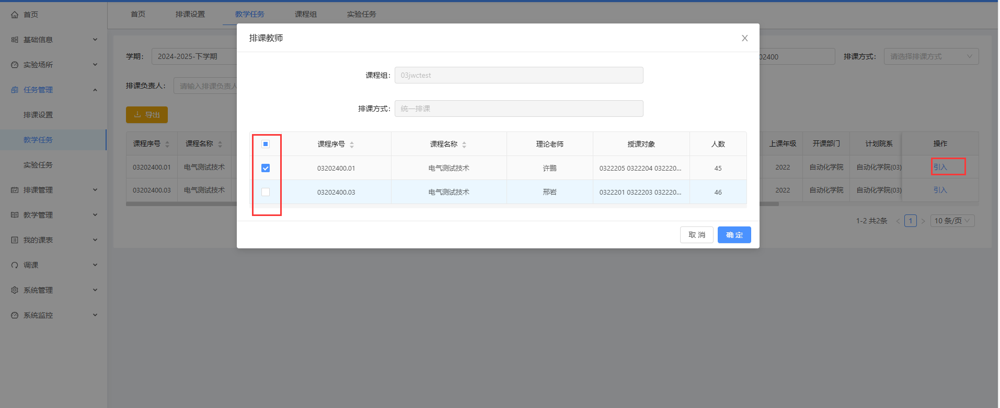 首页
基础信息
实验场所
任务管理
排课设置
教学任务
实验任务
排课管理
教学管理
我的课表
调课
系统管理
系统监控
首页 排课设置 教学任务 课程组 实验任务
学期： 2024-2025-下学期
02400 排课方式： 请选择排课方式
排课负责人： 请输入排课负责人
导出
课程序号 课程名称
03202400.01 电气测试技术
03202400.03 电气测试技术
上课年级 开课部门 计划院系 操作
2022 自动化学院 自动化学院(03) 引入
2022 自动化学院 自动化学院(03) 引入
1-2 共2条 < 1 > 10 条/页
排课教师 X
课程组： 03jwctest
排课方式： 统一排课
课程序号 课程名称 理论老师 授课对象 人数
03202400.01 电气测试技术 许鹏 0322205 0322204 032220... 45
03202400.03 电气测试技术 邢岩 0322201 0322203 032220... 46
取 消 确 定